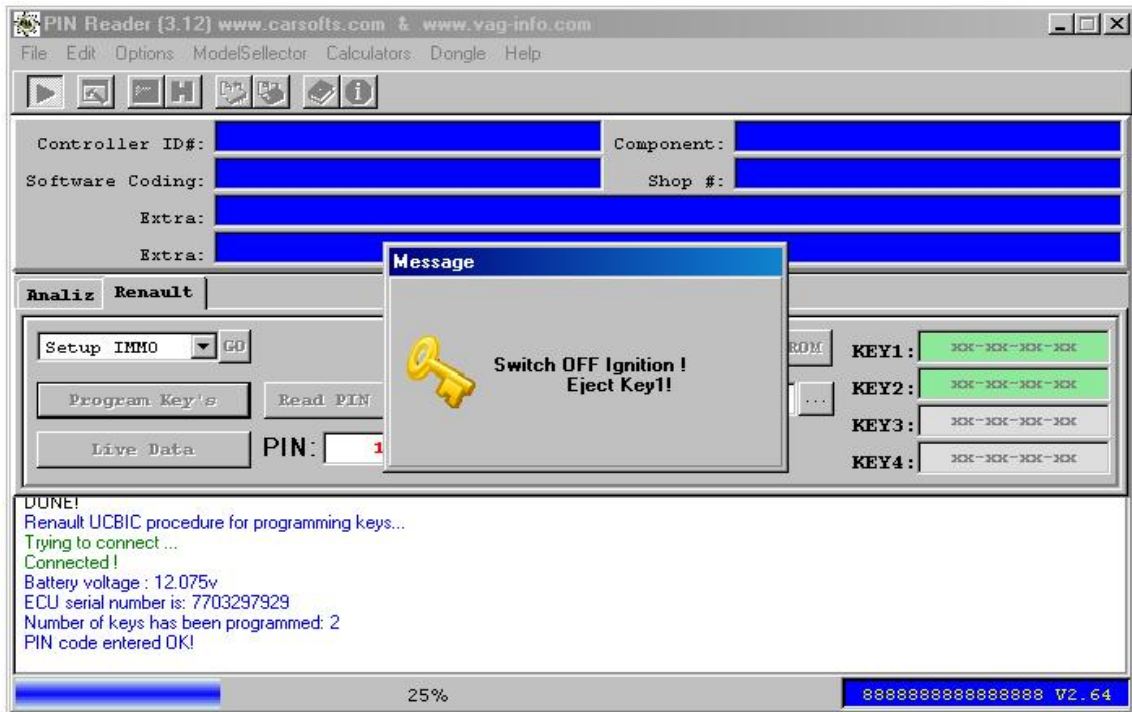 PIN Reader (3.12) www.carsofts.com & www.vag-info.com
File Edit Options ModelSellector Calculators Dongle Help
Controller ID#: Component:
Software Coding: Shop #:
Extra:
Extra:
Message
Switch OFF Ignition !
Eject Key1!
Analiz Renault
Setup IMMO GO
KEY1: XX-XX-XX-XX
Program Key's Read PIN ... KEY2: XX-XX-XX-XX
KEY3: XX-XX-XX-XX
Live Data PIN: 1
KEY4: XX-XX-XX-XX
DONE!
Renault UCBIC procedure for programming keys...
Trying to connect ...
Connected !
Battery voltage : 12.075v
ECU serial number is: 7703297929
Number of keys has been programmed: 2
PIN code entered OK!
25% 8888888888888888 V2.64